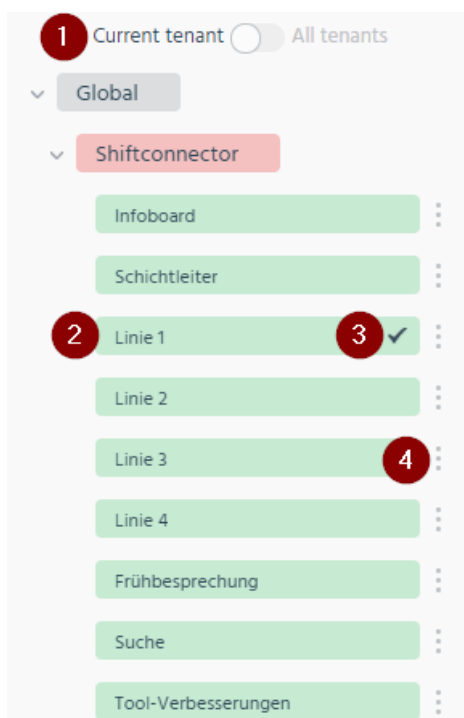 1 Current tenant All tenants
Global
Shiftconnector
Infoboard
Schichtleiter
2 Linie 1 3
Linie 2
Linie 3 4
Linie 4
Frühbesprechung
Suche
Tool-Verbesserungen